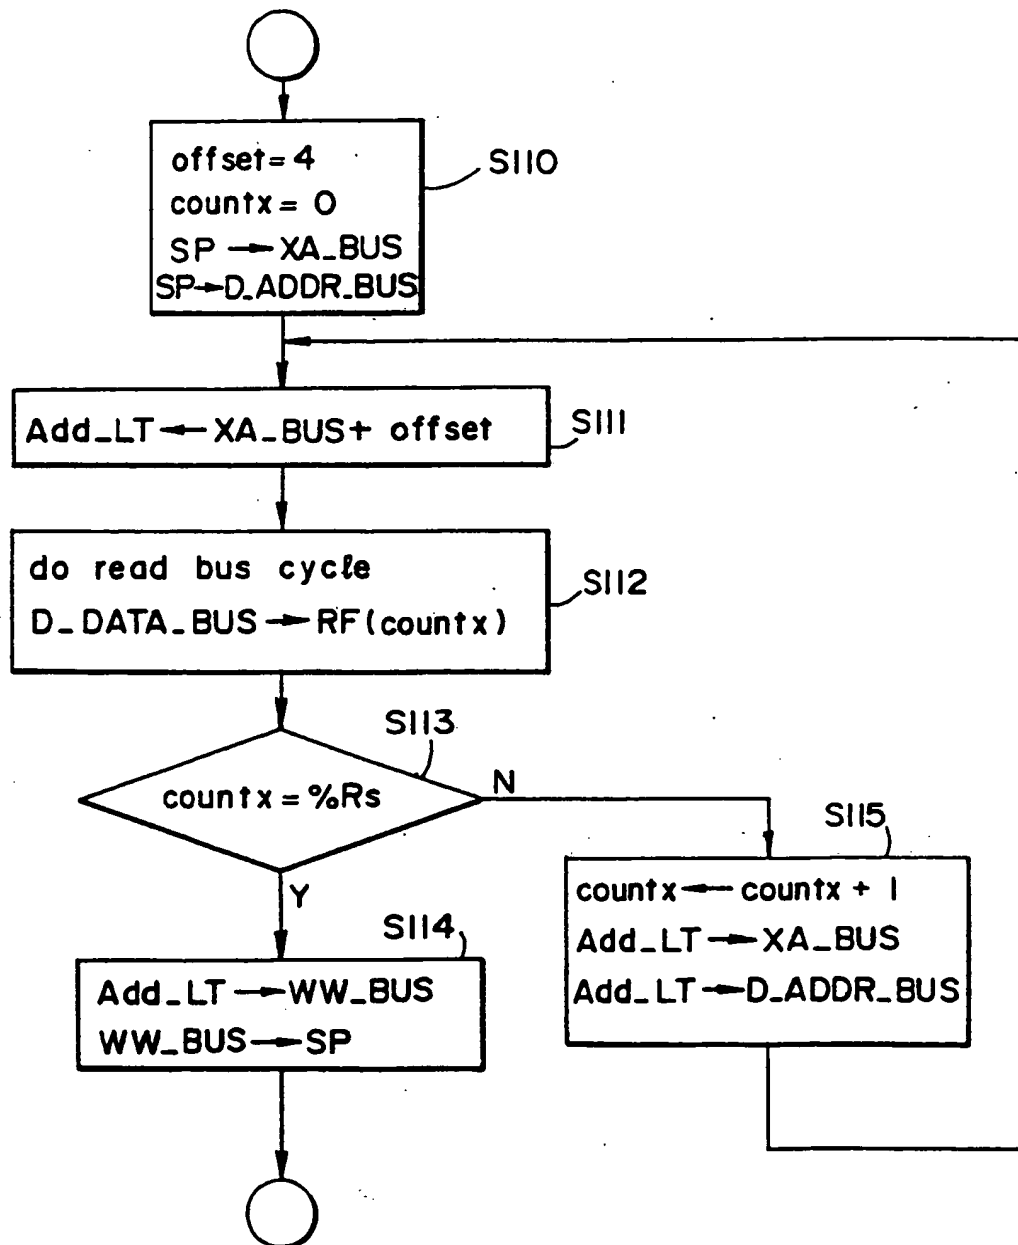 offset= 4
countx = 0
SP → XA_BUS
SP→D_ADDR_BUS
S110
Add_LT ← XA_BUS+ offset
S111
do read bus cycle
D_DATA_BUS → RF(countx)
S112
S113
countx = %Rs
N
Y
S115
countx ← countx + 1
Add_LT → XA_BUS
Add_LT → D_ADDR_BUS
S114
Add_LT → WW_BUS
WW_BUS → SP